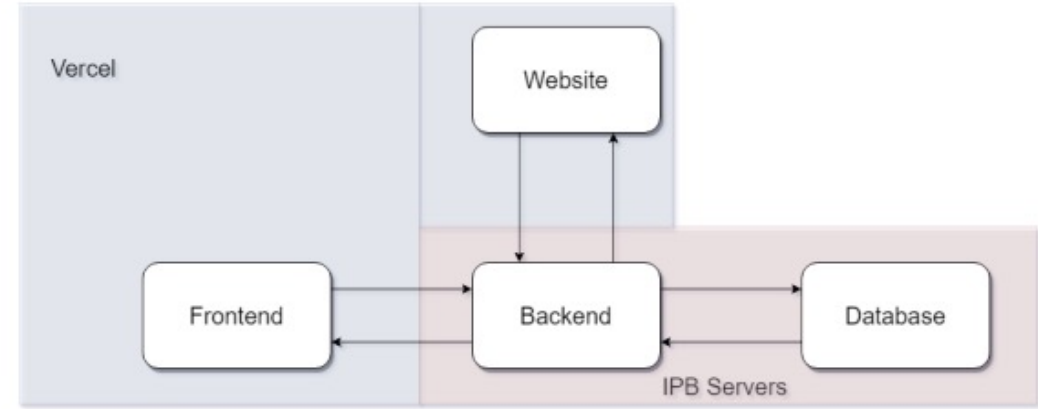 Vercel
Website
Frontend
Backend
Database
IPB Servers